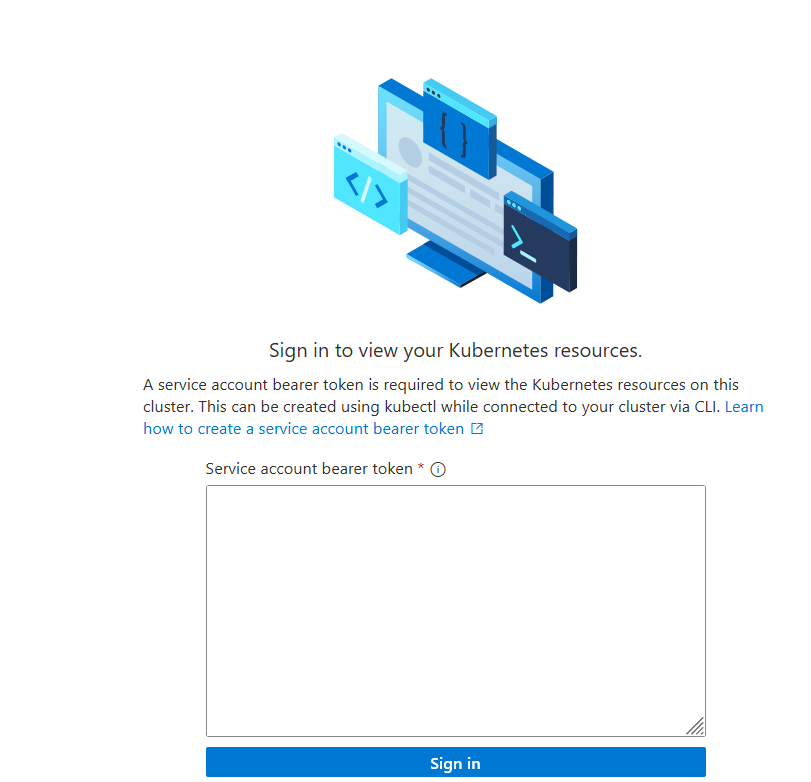 { }
</>
>_
Sign in to view your Kubernetes resources.
A service account bearer token is required to view the Kubernetes resources on this
cluster. This can be created using kubectl while connected to your cluster via CLI. Learn
how to create a service account bearer token
Service account bearer token *
Sign in